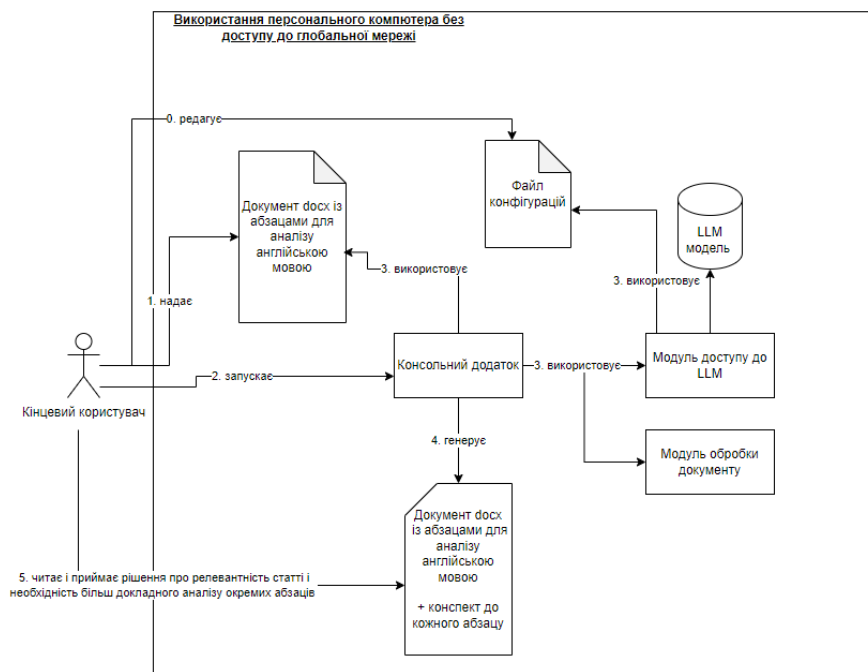 Використання персонального компютера без
доступу до глобальної мережі
0. редагує
Файл
конфігурацій
Документ docx із
абзацами для
аналізу
англійською
мовою
LLM
модель
3. використовує
3. використовує
1. надає
Консольний додаток
3. використовує
Модуль доступу до
LLM
2. запускає
Кінцевий користувач
4. генерує
Модуль обробки
документу
Документ docx
із абзацами для
аналізу
англійською
мовою
+ конспект до
кожного абзацу
5. читає і приймає рішення про релевантність статті і
необхідність більш докладного аналізу окремих абзаців